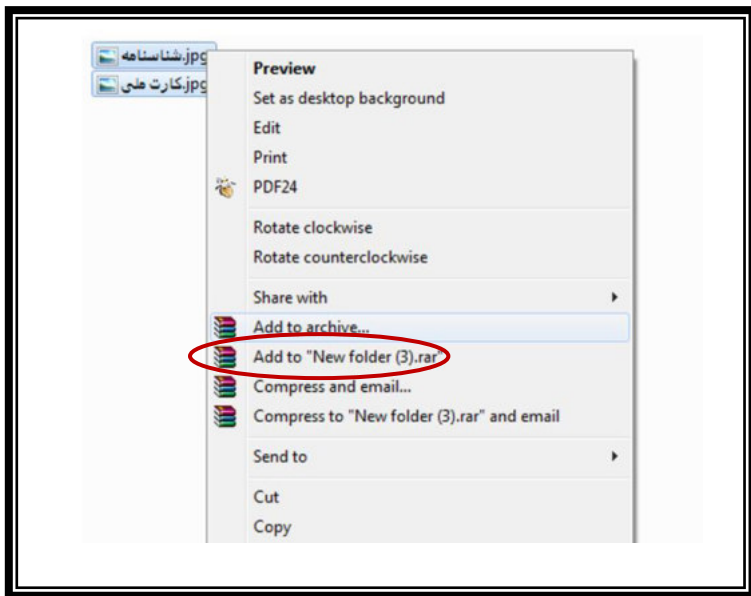 شناسنامه.jpg
کارت ملی.jpg
Preview
Set as desktop background
Edit
Print
PDF24
Rotate clockwise
Rotate counterclockwise
Share with
Add to archive...
Add to "New folder (3).rar"
Compress and email...
Compress to "New folder (3).rar" and email
Send to
Cut
Copy